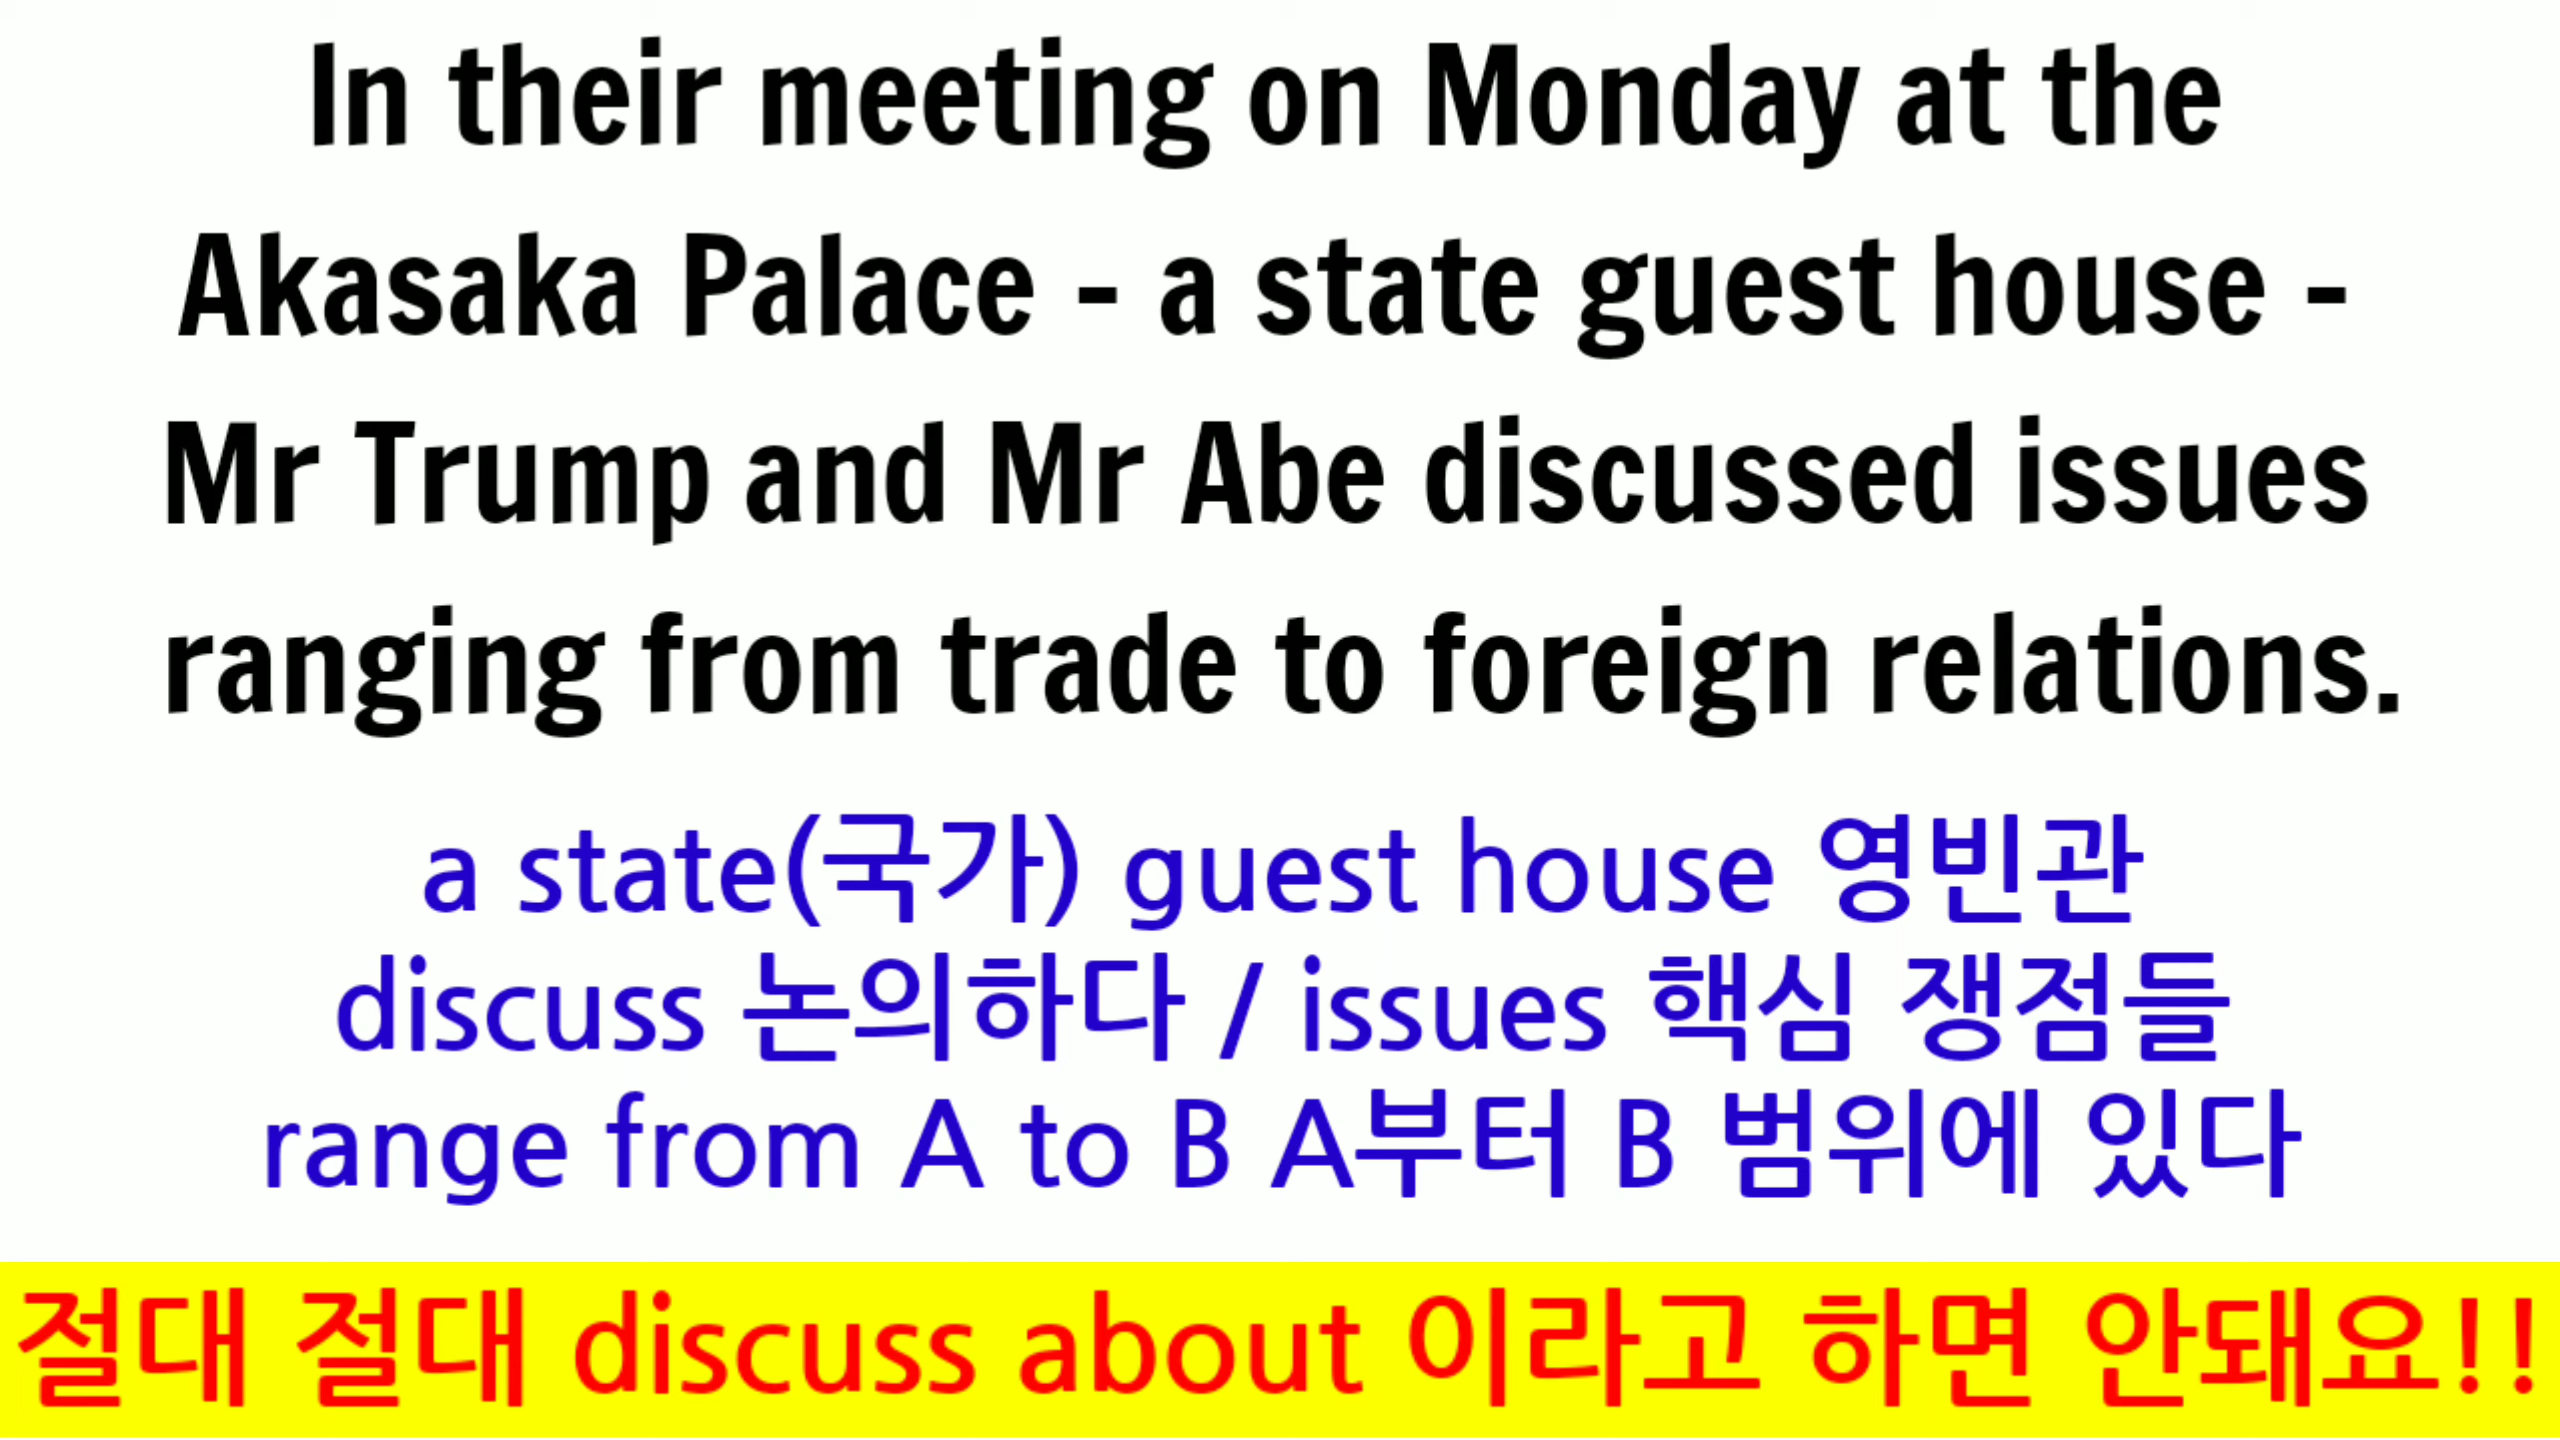 In their meeting on Monday at the
Akasaka Palace - a state guest house -
Mr Trump and Mr Abe discussed issues
ranging from trade to foreign relations.
a state(국가) guest house 영빈관
discuss 논의하다 / issues 핵심 쟁점들
range from A to B A부터 B 범위에 있다
절대 절대 discuss about 이라고 하면 안돼요!!